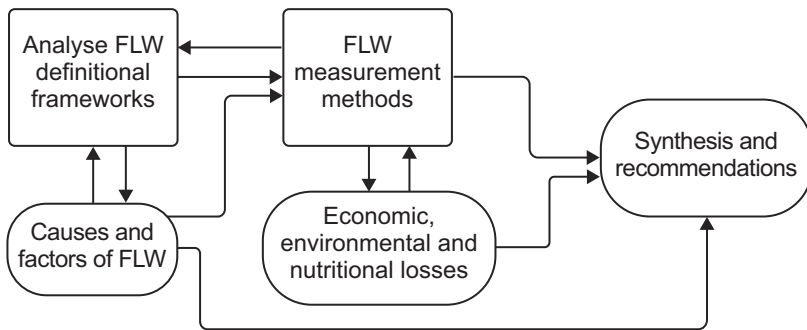 Analyse FLW
definitional
frameworks
FLW
measurement
methods
Synthesis and
recommendations
Causes and
factors of FLW
Economic,
environmental and
nutritional losses